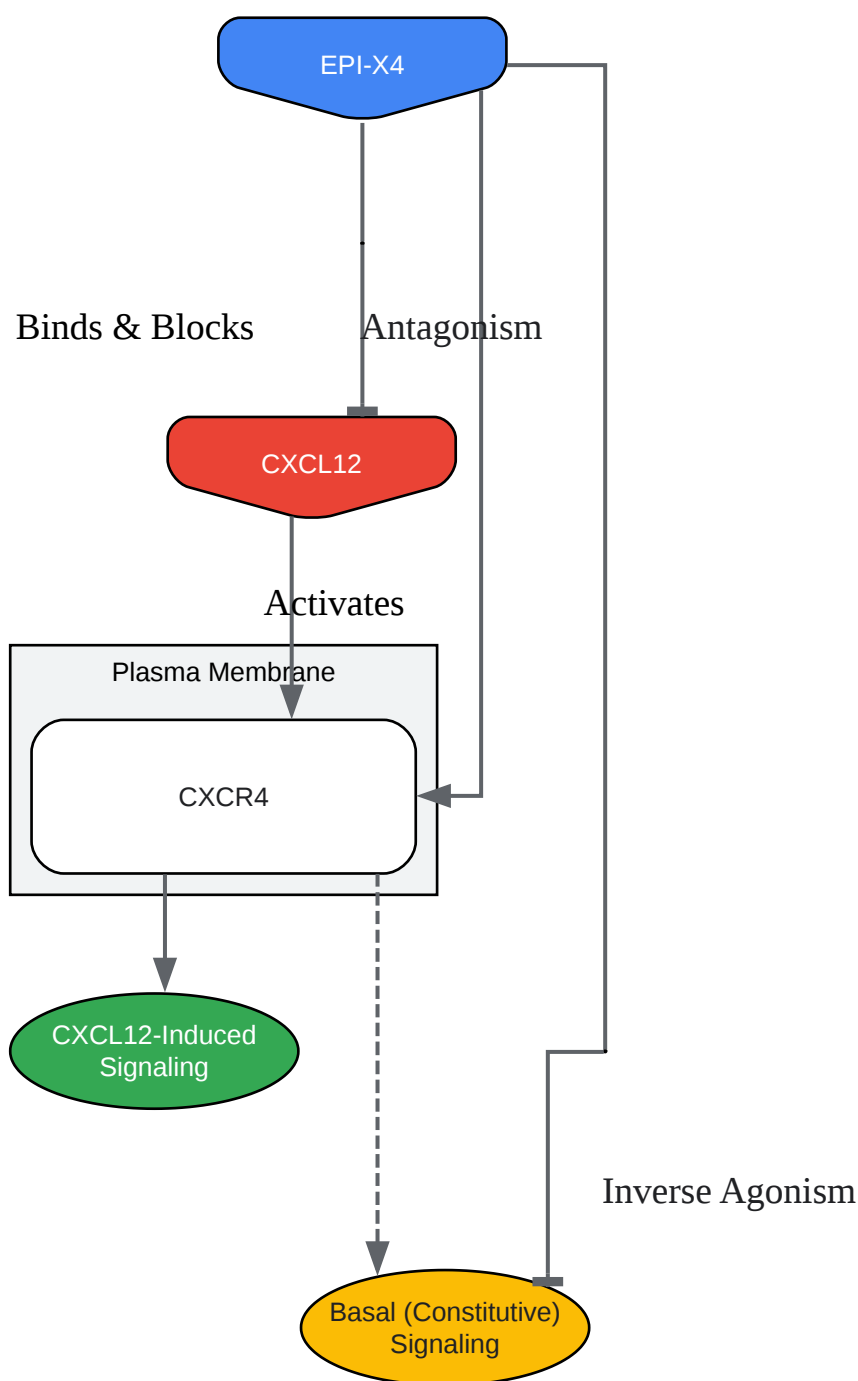 EPI-X4
Binds & Blocks
Antagonism
CXCL12
Activates
Plasma Membrane
CXCR4
CXCL12-Induced
Signaling
Inverse Agonism
Basal (Constitutive)
Signaling